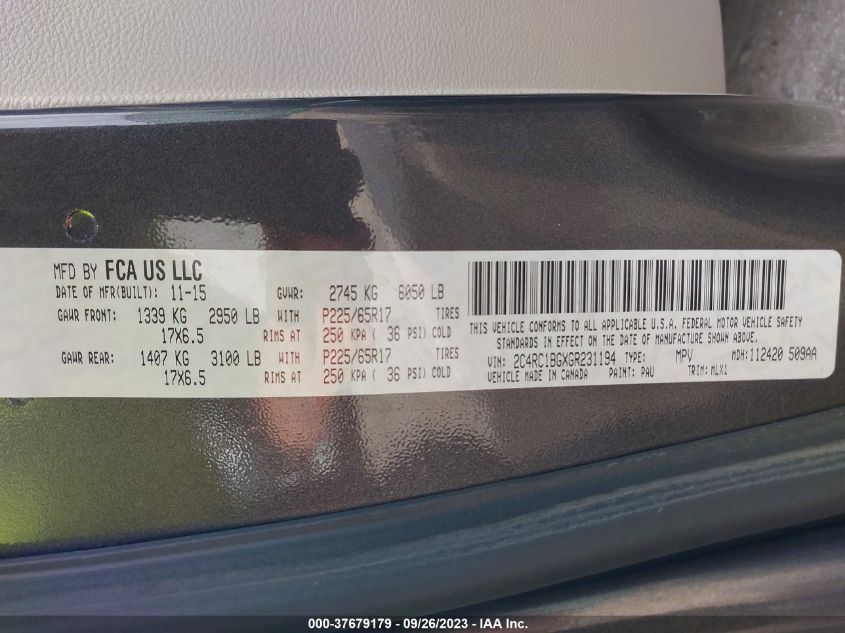 MFD BY FCA US LLC
DATE OF MFR(BUILT): 11-15 GVWR: 2745 KG 6050 LB
GAWR FRONT: 1339 KG 2950 LB WITH P225/65R17 TIRES
17X6.5 RIMS AT 250 KPA ( 36 PSI) COLD
GAWR REAR: 1407 KG 3100 LB WITH P225/65R17 TIRES
17X6.5 RIMS AT 250 KPA ( 36 PSI) COLD
THIS VEHICLE CONFORMS TO ALL APPLICABLE U.S.A. FEDERAL MOTOR VEHICLE SAFETY
STANDARDS IN EFFECT ON THE DATE OF MANUFACTURE SHOWN ABOVE.
VIN: 2C4RC1BGXGR231194 TYPE: MPV MDH: 112420 509AA
VEHICLE MADE IN CANADA PAINT: PAU TRIM: MLX1
000-37679179 - 09/26/2023 - IAA Inc.